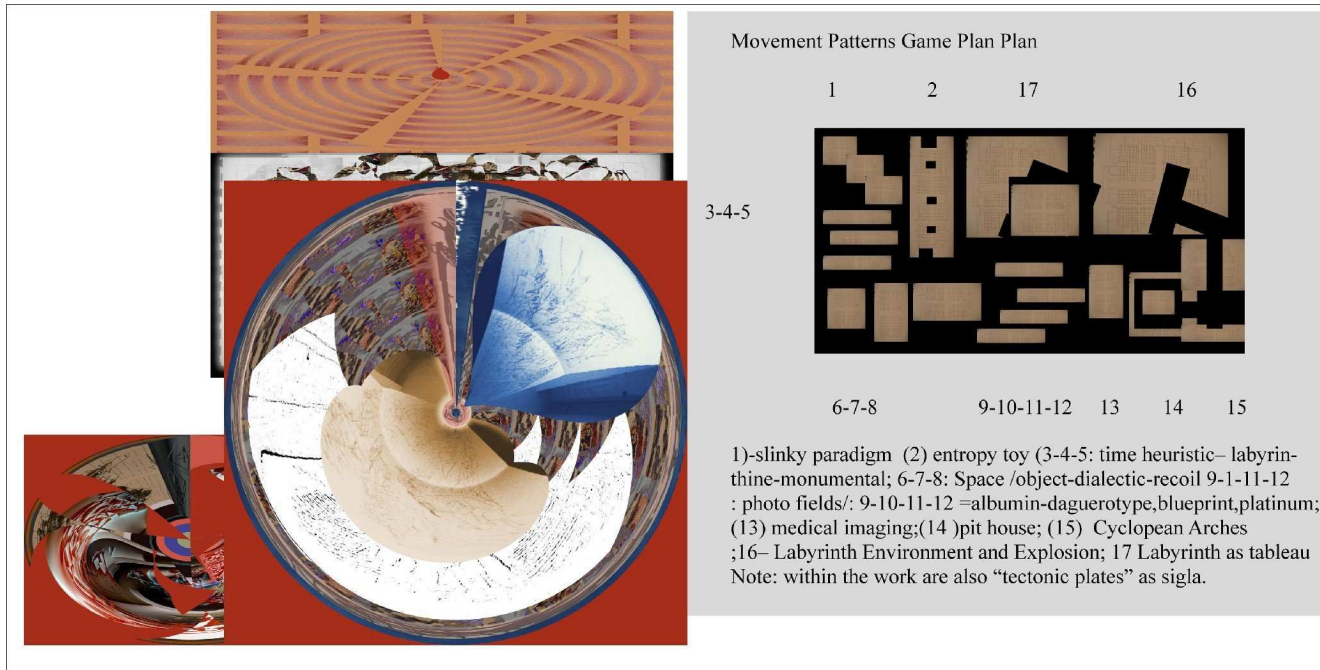 Movement Patterns Game Plan Plan
1 2 17 16
3-4-5
6-7-8 9-10-11-12 13 14 15
1)-slinky paradigm (2) entropy toy (3-4-5: time heuristic– labyrin-
thine-monumental; 6-7-8: Space /object-dialectic-recoil 9-1-11-12
: photo fields/: 9-10-11-12 =albumin-daguerotype,blueprint,platinum;
(13) medical imaging;(14 )pit house; (15) Cyclopean Arches
;16– Labyrinth Environment and Explosion; 17 Labyrinth as tableau
Note: within the work are also “tectonic plates” as sigla.